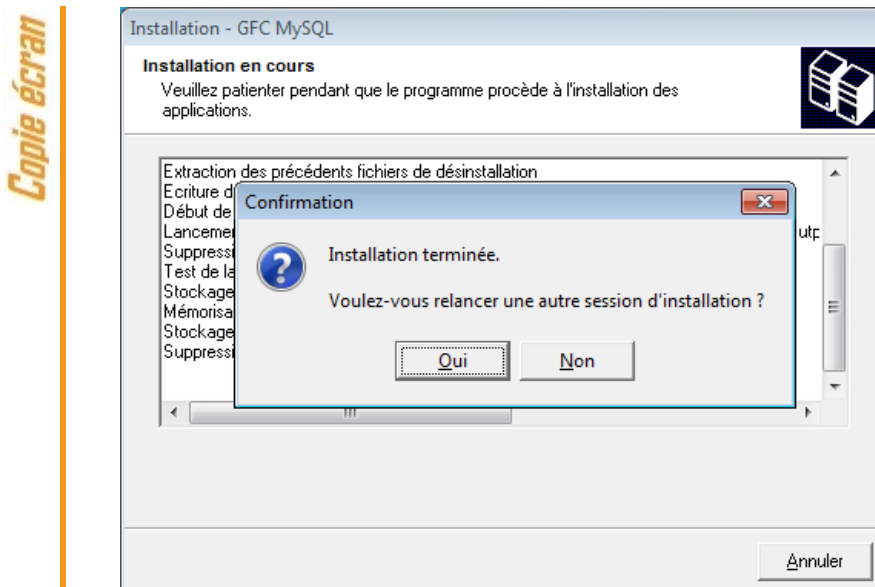 Copie écran
Installation - GFC MySQL
Installation en cours
Veuillez patienter pendant que le programme procède à l'installation des
applications.
Extraction des précédents fichiers de désinstallation
Ecriture d
Début de
Lancemer
utp
Suppressi
Test de la
Stockage
Mémorisa
Stockage
Suppressi
Confirmation
Installation terminée.
Voulez-vous relancer une autre session d'installation ?
Oui
Non
Annuler